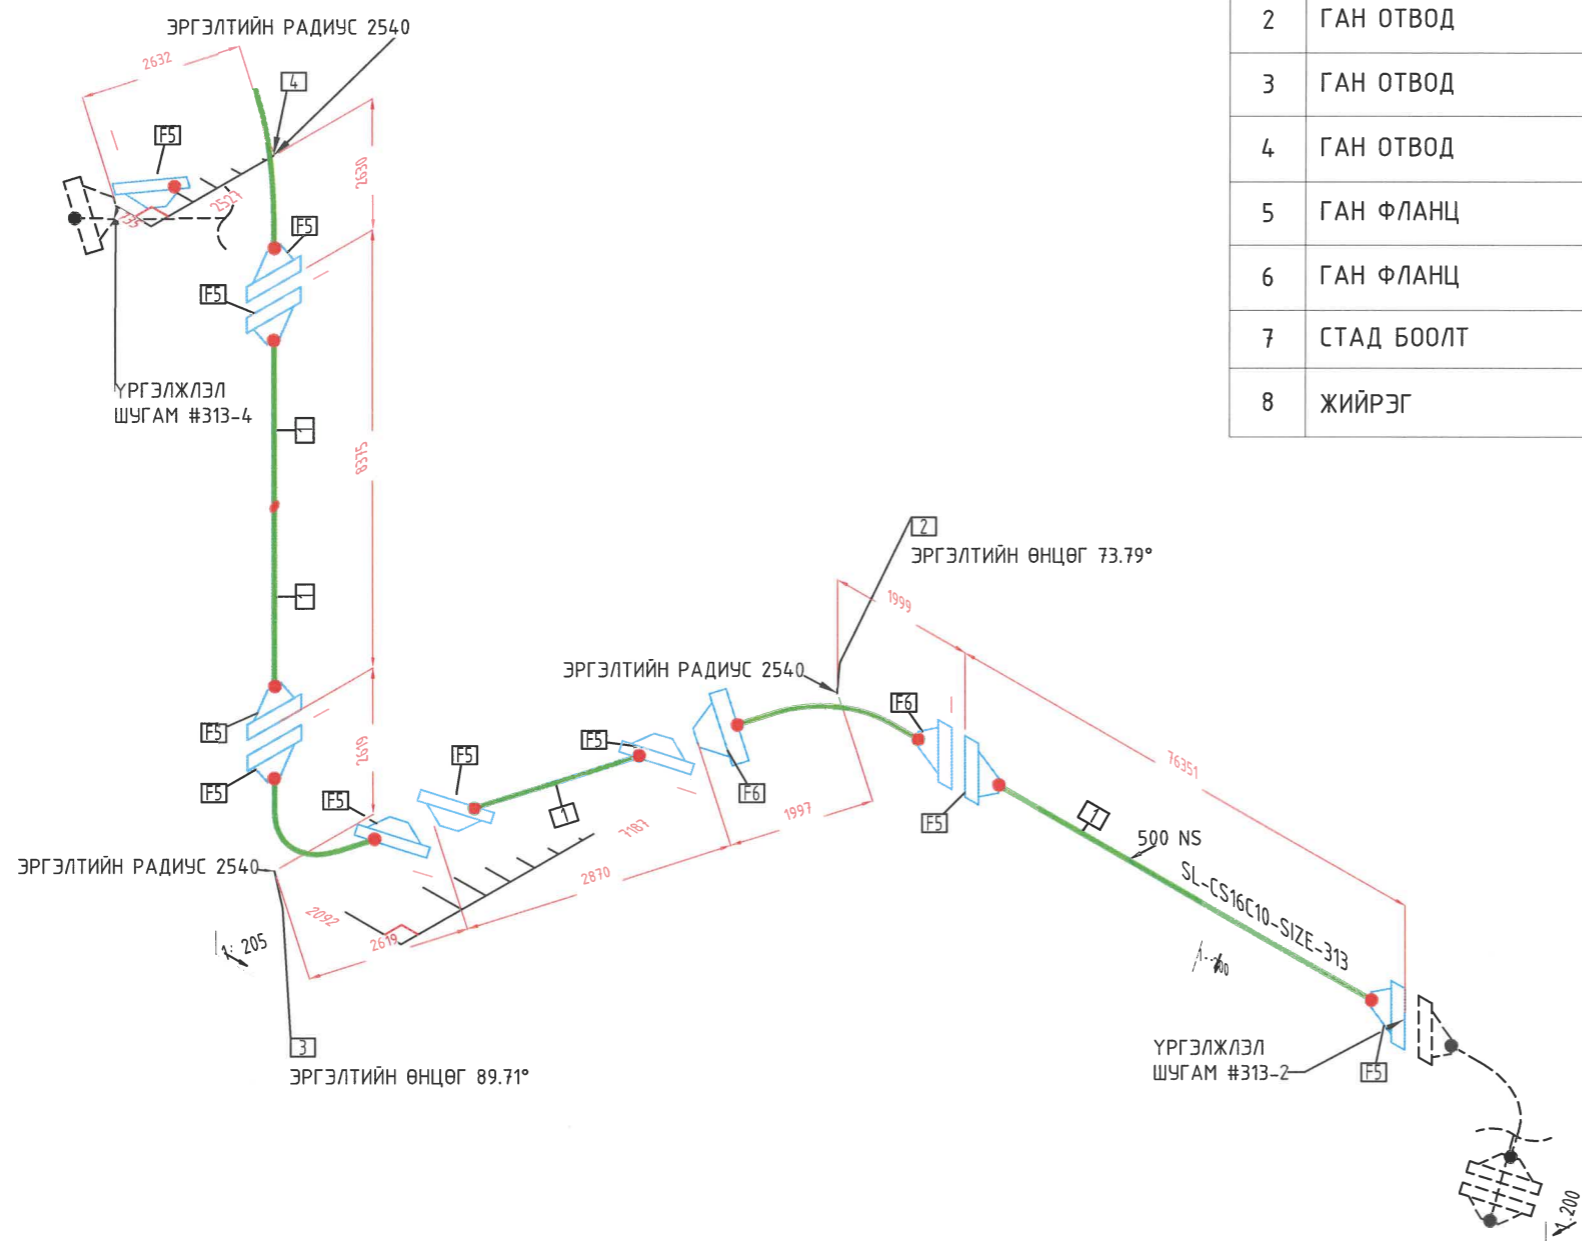 ЭРГЭЛТИЙН РАДИУС 2540
2632
4
F5
2630
2527
F5
F5
ҮРГЭЛЖЛЭЛ
ШУГАМ #313-4
8375
2
ЭРГЭЛТИЙН ӨНЦӨГ 73.79°
1999
ЭРГЭЛТИЙН РАДИУС 2540
F6
F5
F5
F5
2619
76351
F5
F5
F6
1
1997
F5
1
500 NS
7187
2870
ЭРГЭЛТИЙН РАДИУС 2540
SL-CS16C10-SIZE-313
2092
2619
1: 205
3
ЭРГЭЛТИЙН ӨНЦӨГ 89.71°
ҮРГЭЛЖЛЭЛ
ШУГАМ #313-2
F5
1:200
2 ГАН ОТВОД
3 ГАН ОТВОД
4 ГАН ОТВОД
5 ГАН ФЛАНЦ
6 ГАН ФЛАНЦ
7 СТАД БООЛТ
8 ЖИЙРЭГ